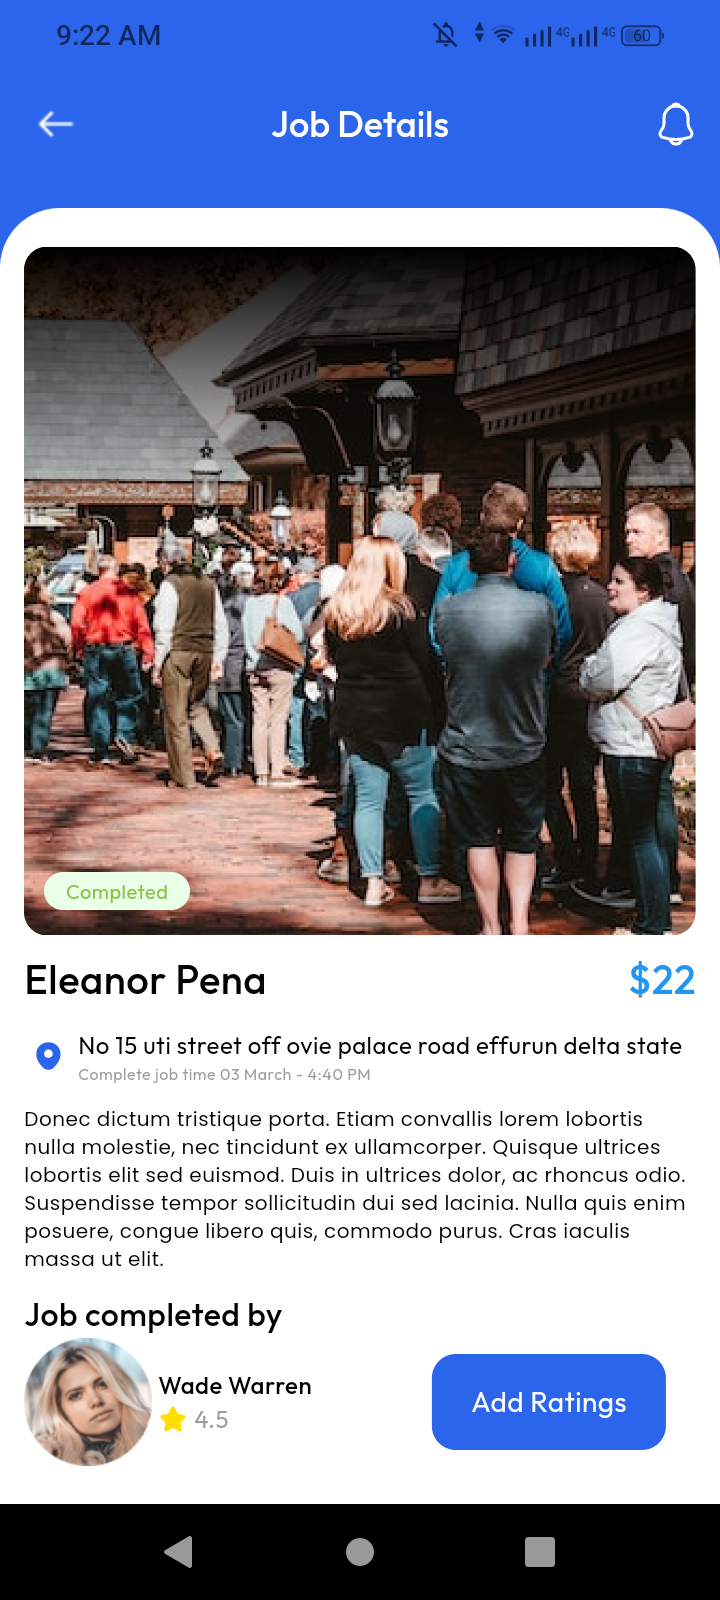 9:22 AM
4G 4G 60
Job Details
Completed
Eleanor Pena
$22
No 15 uti street off ovie palace road effurun delta state
Complete job time 03 March - 4:40 PM
Donec dictum tristique porta. Etiam convallis lorem lobortis
nulla molestie, nec tincidunt ex ullamcorper. Quisque ultrices
lobortis elit sed euismod. Duis in ultrices dolor, ac rhoncus odio.
Suspendisse tempor sollicitudin dui sed lacinia. Nulla quis enim
posuere, congue libero quis, commodo purus. Cras iaculis
massa ut elit.
Job completed by
Wade Warren
4.5
Add Ratings